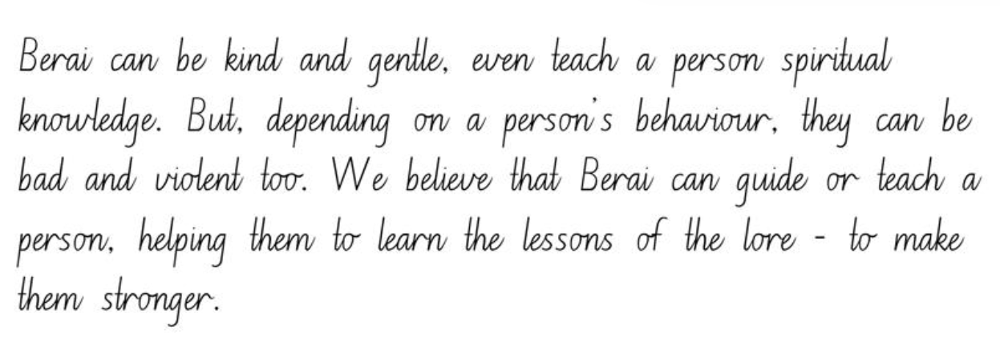 Berai can be kind and gentle, even teach a person spiritual
knowledge. But, depending on a person's behaviour, they can be
bad and violent too. We believe that Berai can guide or teach a
person, helping them to learn the lessons of the lore - to make
them stronger.